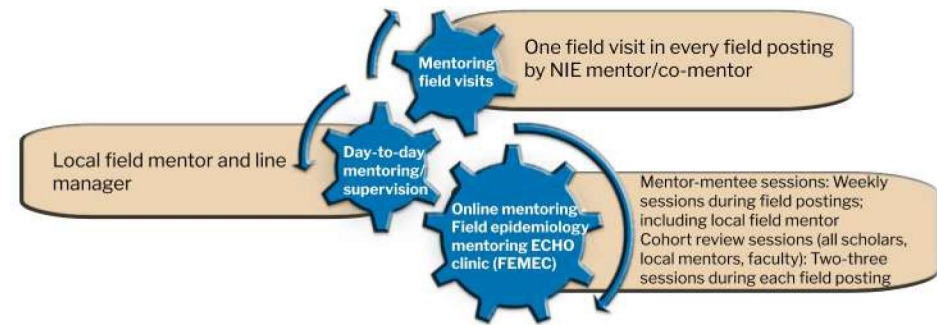 Mentoring
field visits
One field visit in every field posting
by NIE mentor/co-mentor
Local field mentor and line
manager
Day-to-day
mentoring/
supervision
Online mentoring -
Field epidemiology
mentoring ECHO
clinic (FEMEC)
Mentor-mentee sessions: Weekly
sessions during field postings;
including local field mentor
Cohort review sessions (all scholars,
local mentors, faculty): Two-three
sessions during each field posting